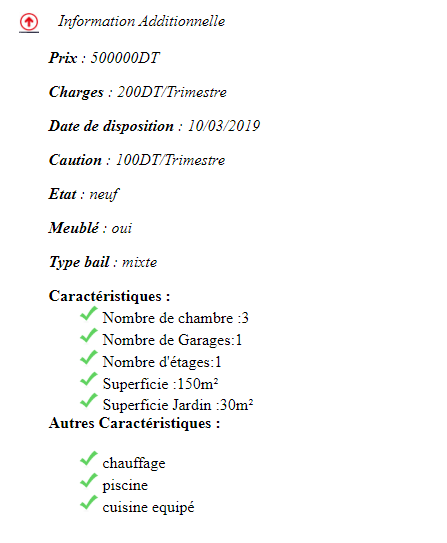 Information Additionnelle
Prix : 500000DT
Charges : 200DT/Trimestre
Date de disposition : 10/03/2019
Caution : 100DT/Trimestre
Etat : neuf
Meublé : oui
Type bail : mixte
Caractéristiques :
Nombre de chambre :3
Nombre de Garages:1
Nombre d'étages:1
Superficie :150m²
Superficie Jardin :30m²
Autres Caractéristiques :
chauffage
piscine
cuisine equipé